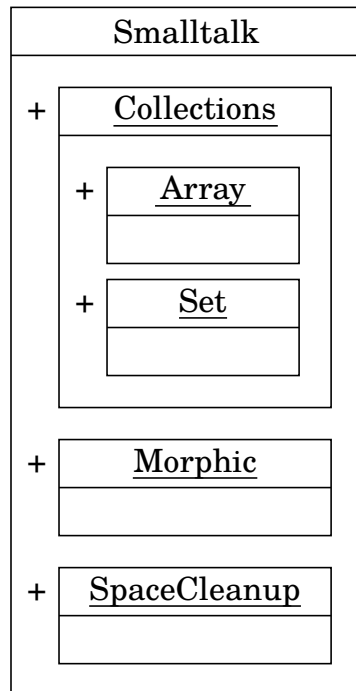 Smalltalk
+ Collections
+ Array
+ Set
+ Morphic
+ SpaceCleanup